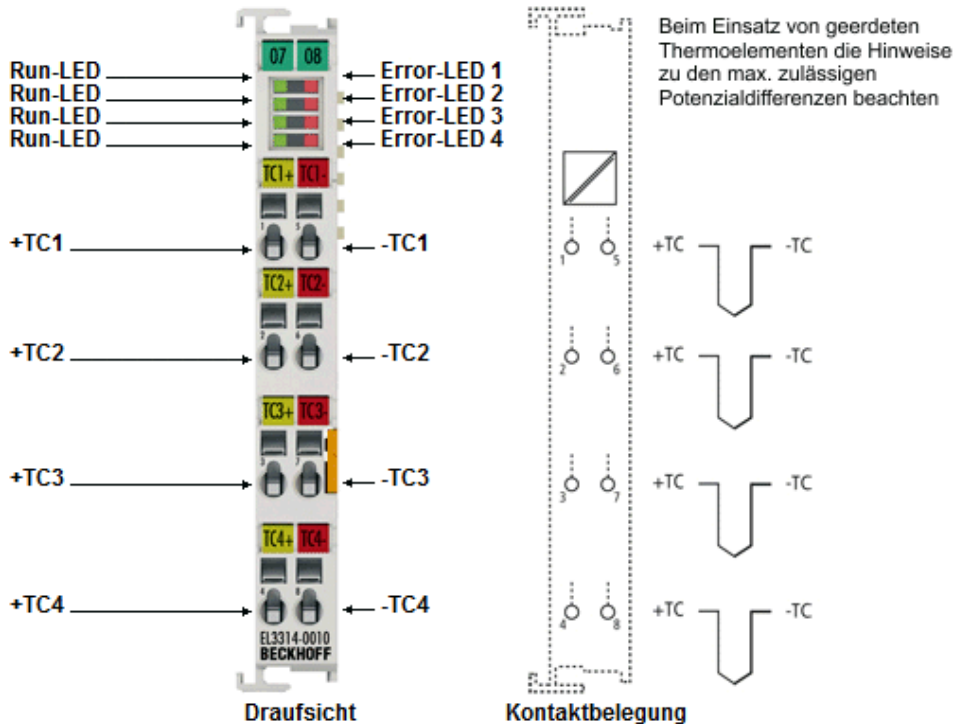 Beim Einsatz von geerdeten
Thermoelementen die Hinweise
zu den max. zulässigen
Potenzialdifferenzen beachten
07 08
Run-LED Error-LED 1
Run-LED Error-LED 2
Run-LED Error-LED 3
Run-LED Error-LED 4
TC1+ TC1-
1 5
+TC1 -TC1
1 5 +TC -TC
TC2+ TC2-
2 6
+TC2 -TC2
2 6 +TC -TC
TC3+ TC3-
3 7
+TC3 -TC3
3 7 +TC -TC
TC4+ TC4-
4 8
+TC4 -TC4
4 8 +TC -TC
EL3314-0010
BECKHOFF
Draufsicht Kontaktbelegung